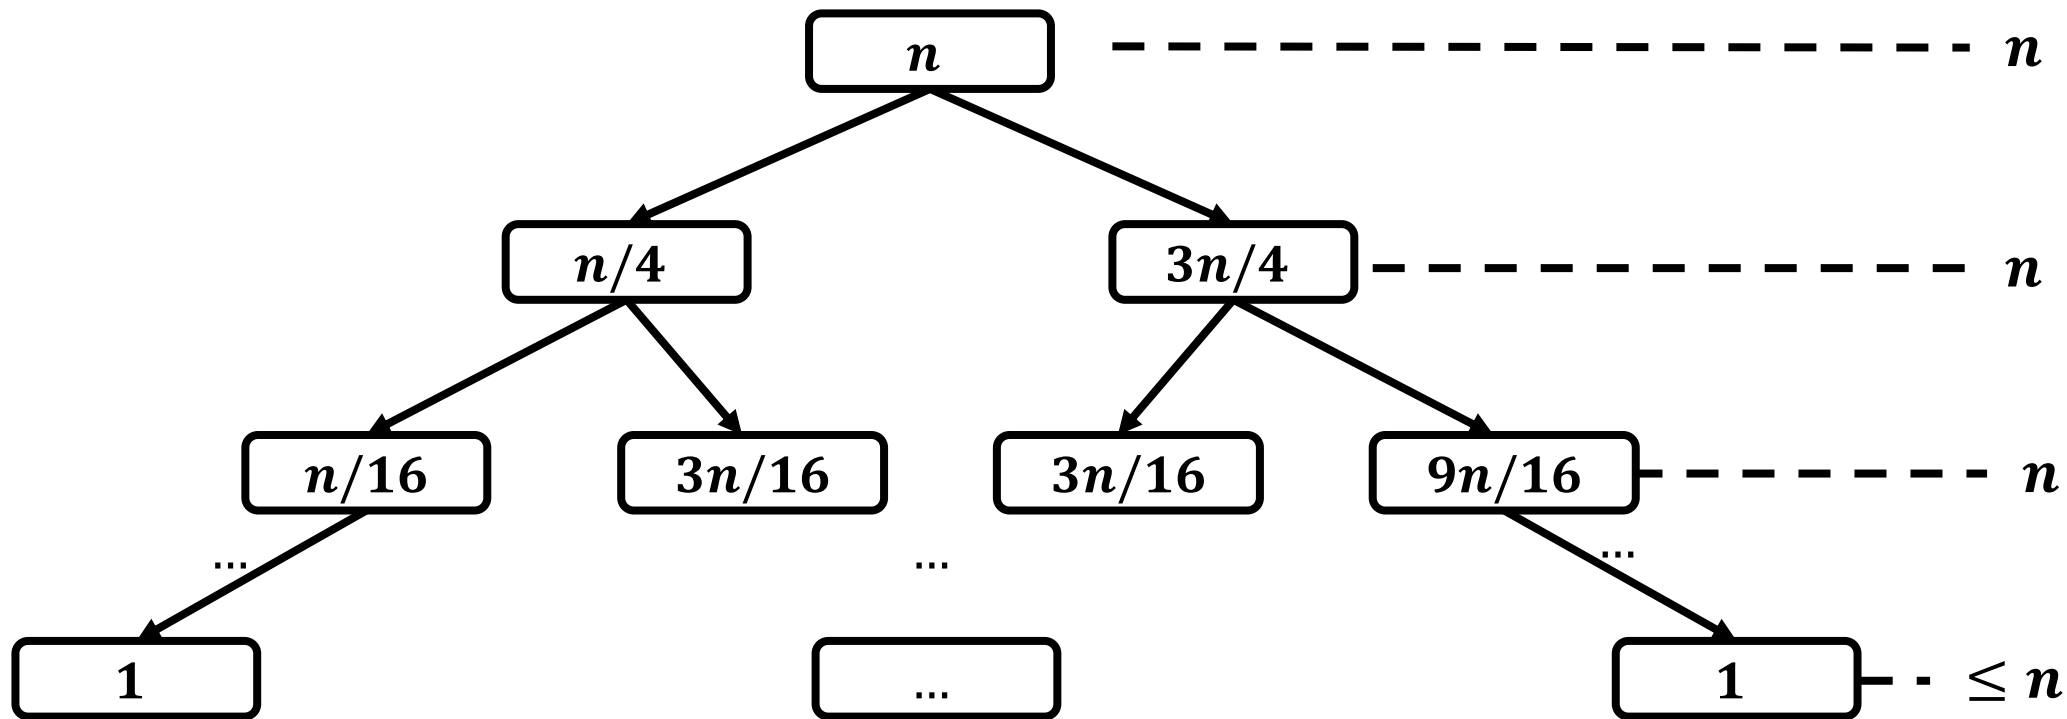 n n
n/4 3n/4 n
n/16 3n/16 3n/16 9n/16 n
... ... ...
1 ... 1 ≤ n